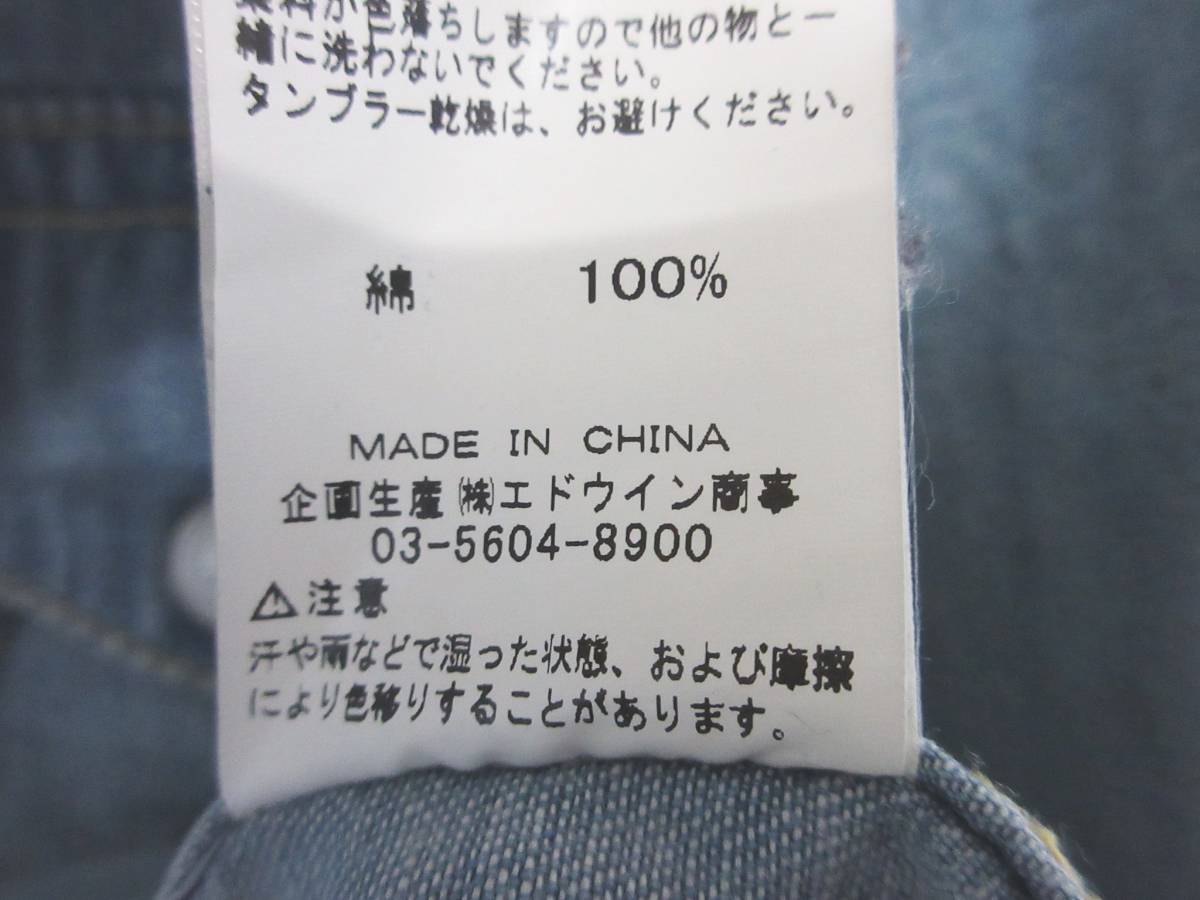 染料が色落ちしますので他の物と一
緒に洗わないでください。
タンブラー乾燥は、お避けください。
綿 100%
MADE IN CHINA
企画生産 ㈱エドウイン商事
03-5604-8900
⚠注意
汗や雨などで湿った状態、および摩擦
により色移りすることがあります。